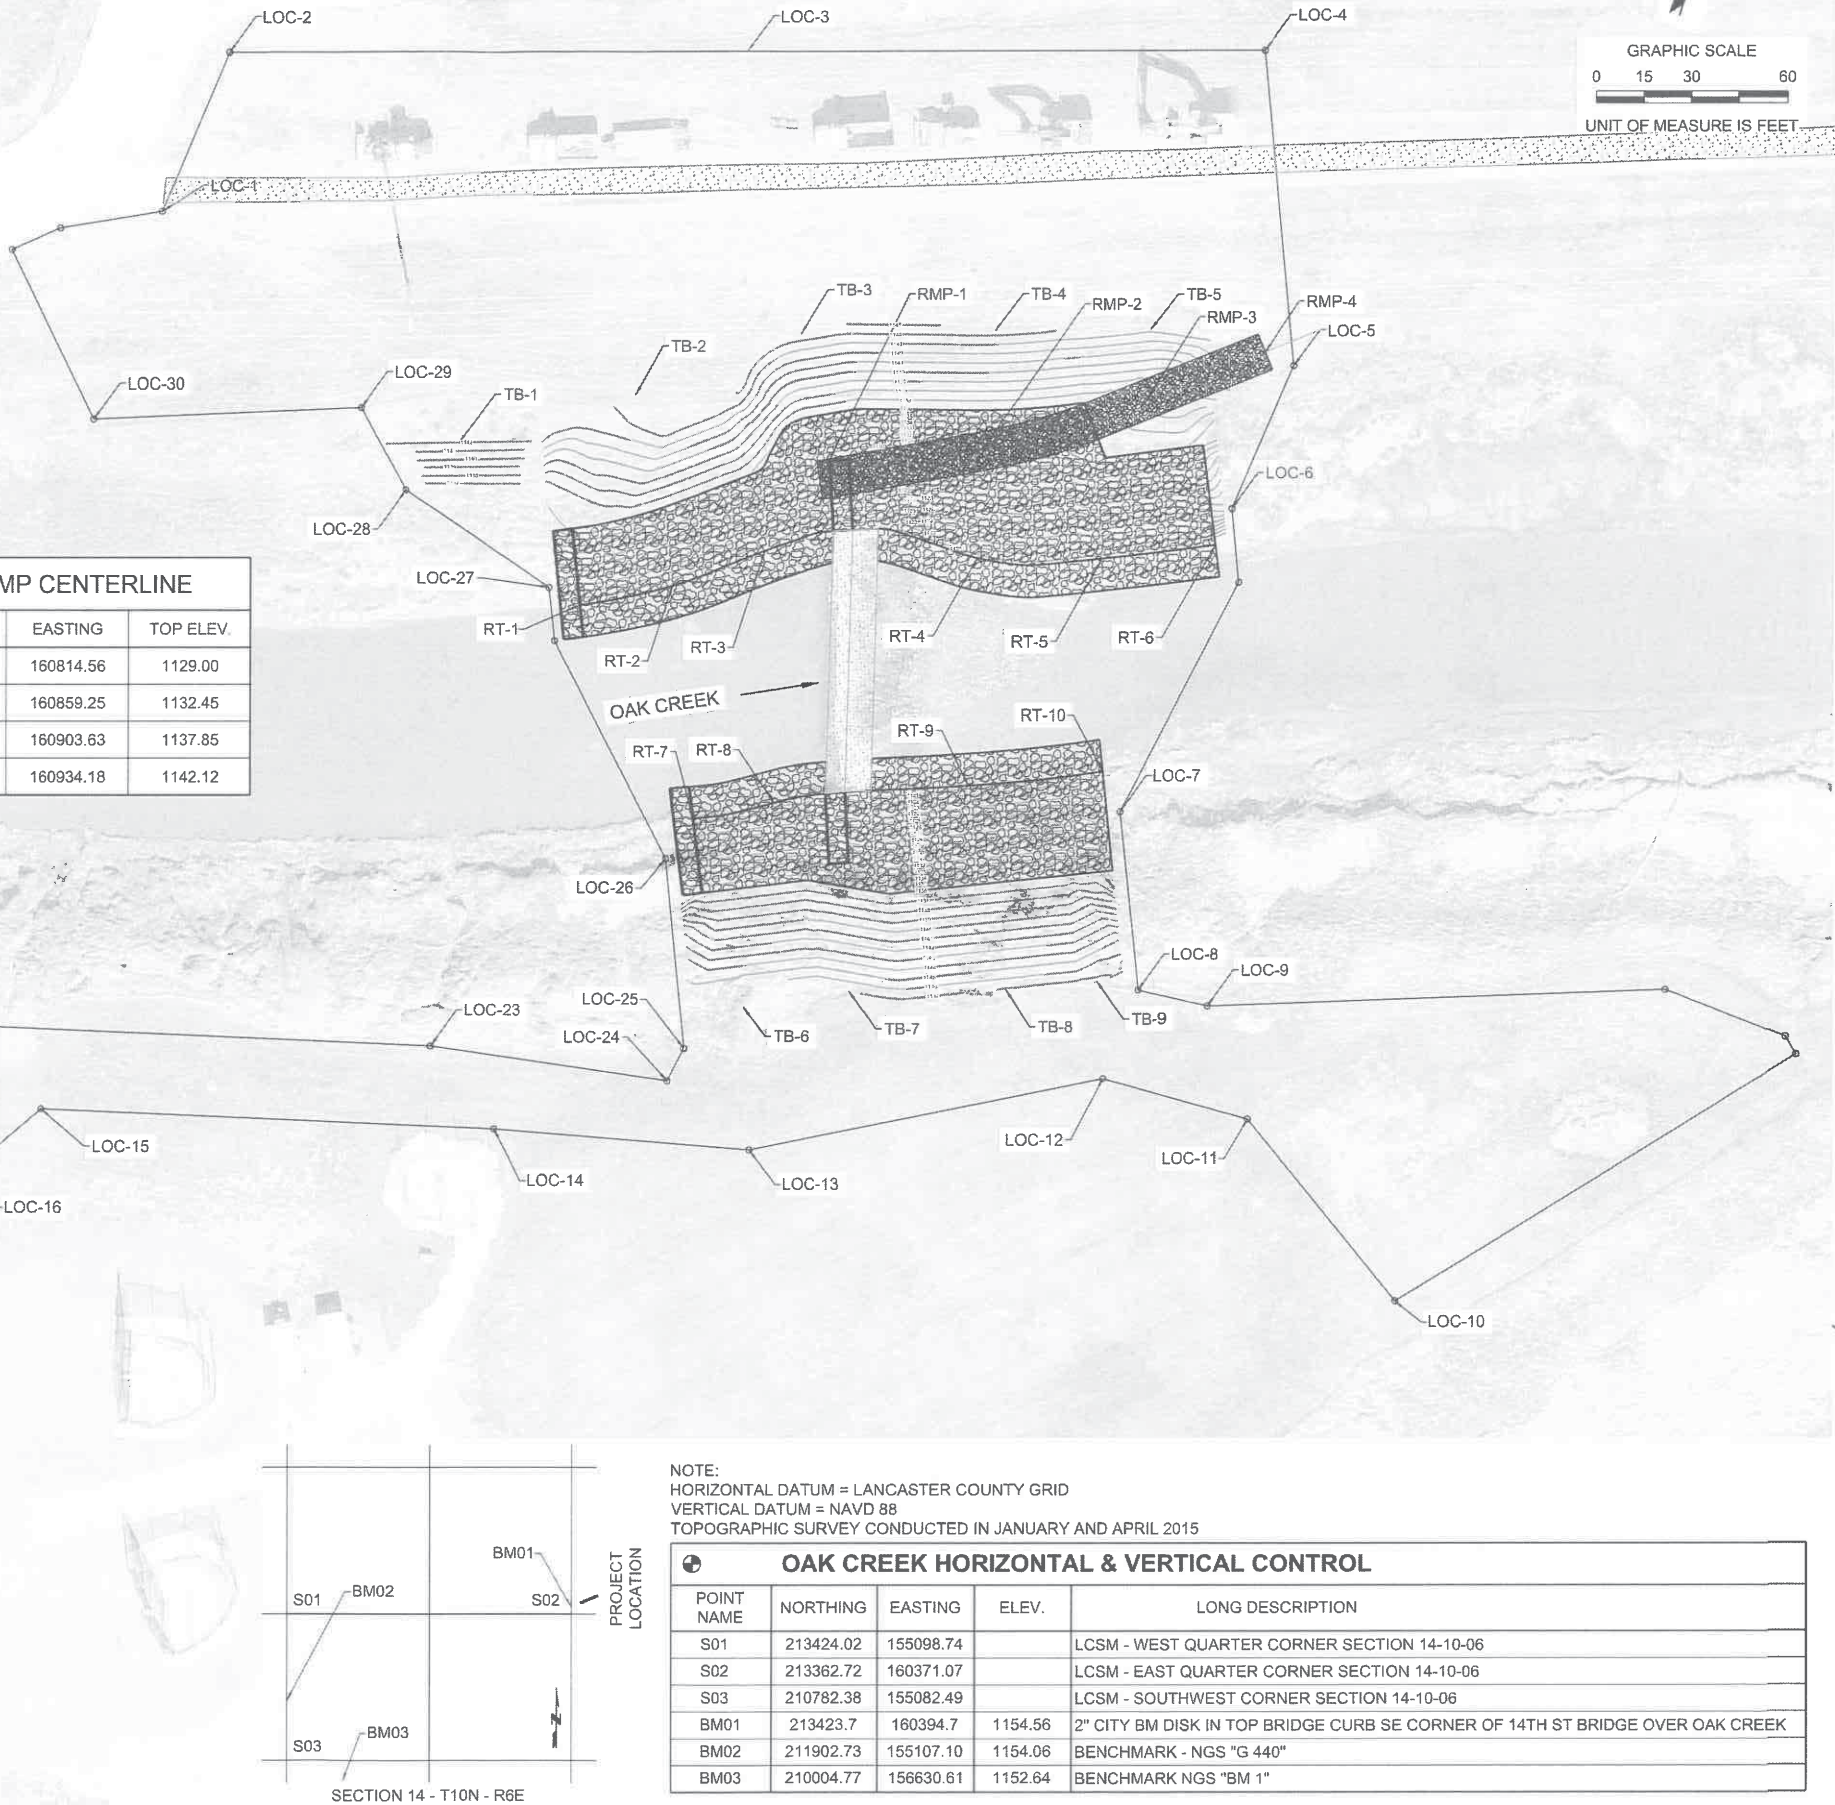 LOC-2
LOC-3
LOC-4
GRAPHIC SCALE
0 15 30 60
UNIT OF MEASURE IS FEET
LOC-1
TB-3
RMP-1
TB-4
RMP-2
TB-5
RMP-3
RMP-4
LOC-5
TB-2
LOC-30
LOC-29
TB-1
LOC-6
LOC-28
LOC-27
MP CENTERLINE
EASTING TOP ELEV.
160814.56 1129.00
160859.25 1132.45
160903.63 1137.85
160934.18 1142.12
RT-1
RT-2
RT-3
RT-4
RT-5
RT-6
OAK CREEK
RT-7
RT-8
RT-9
RT-10
LOC-7
LOC-26
LOC-8
LOC-9
LOC-25
LOC-23
LOC-24
TB-6
TB-7
TB-8
TB-9
LOC-15
LOC-14
LOC-13
LOC-12
LOC-11
LOC-16
LOC-10
NOTE:
HORIZONTAL DATUM = LANCASTER COUNTY GRID
VERTICAL DATUM = NAVD 88
TOPOGRAPHIC SURVEY CONDUCTED IN JANUARY AND APRIL 2015
BM01
S01
BM02
S02
PROJECT
LOCATION
N
S03
BM03
SECTION 14 - T10N - R6E
OAK CREEK HORIZONTAL & VERTICAL CONTROL
POINT NAME NORTHING EASTING ELEV. LONG DESCRIPTION
S01 213424.02 155098.74 LCSM - WEST QUARTER CORNER SECTION 14-10-06
S02 213362.72 160371.07 LCSM - EAST QUARTER CORNER SECTION 14-10-06
S03 210782.38 155082.49 LCSM - SOUTHWEST CORNER SECTION 14-10-06
BM01 213423.7 160394.7 1154.56 2" CITY BM DISK IN TOP BRIDGE CURB SE CORNER OF 14TH ST BRIDGE OVER OAK CREEK
BM02 211902.73 155107.10 1154.06 BENCHMARK - NGS "G 440"
BM03 210004.77 156630.61 1152.64 BENCHMARK NGS "BM 1"